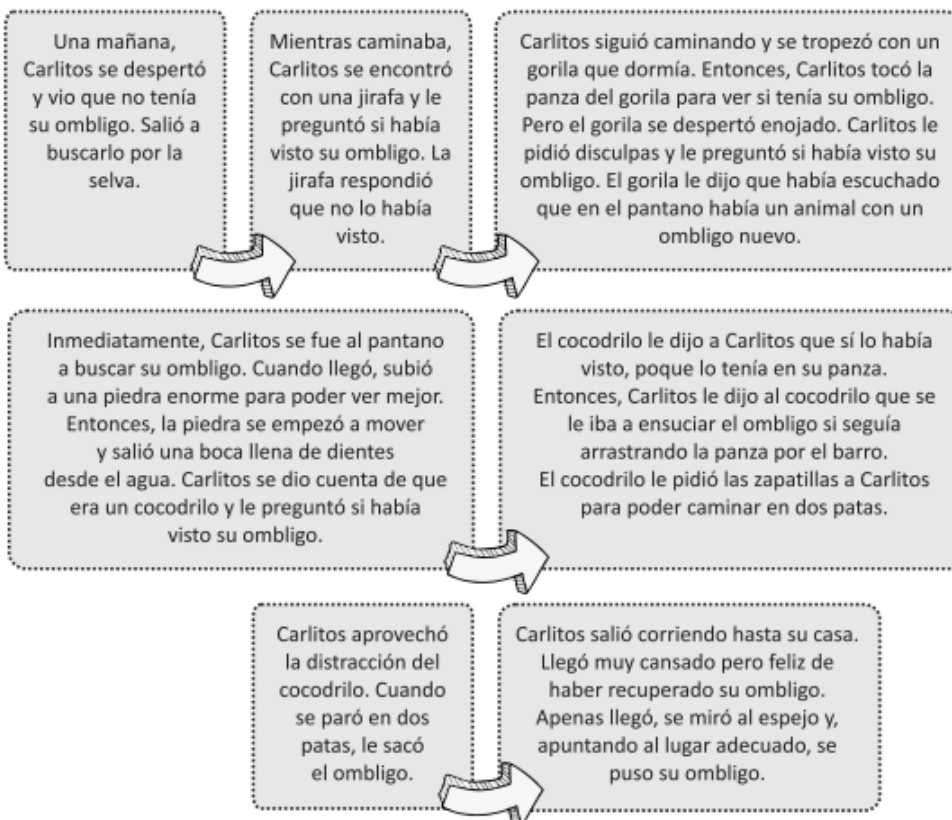 Una mañana,
Carlitos se despertó
y vio que no tenía
su ombligo. Salió a
buscarlo por la
selva.
Mientras caminaba,
Carlitos se encontró
con una jirafa y le
preguntó si había
visto su ombligo. La
jirafa respondió
que no lo había
visto.
Carlitos siguió caminando y se tropezó con un
gorila que dormía. Entonces, Carlitos tocó la
panza del gorila para ver si tenía su ombligo.
Pero el gorila se despertó enojado. Carlitos le
pidió disculpas y le preguntó si había visto su
ombligo. El gorila le dijo que había escuchado
que en el pantano había un animal con un
ombligo nuevo.
Inmediatamente, Carlitos se fue al pantano
a buscar su ombligo. Cuando llegó, subió
a una piedra enorme para poder ver mejor.
Entonces, la piedra se empezó a mover
y salió una boca llena de dientes
desde el agua. Carlitos se dio cuenta de que
era un cocodrilo y le preguntó si había
visto su ombligo.
El cocodrilo le dijo a Carlitos que sí lo había
visto, poque lo tenía en su panza.
Entonces, Carlitos le dijo al cocodrilo que se
le iba a ensuciar el ombligo si seguía
arrastrando la panza por el barro.
El cocodrilo le pidió las zapatillas a Carlitos
para poder caminar en dos patas.
Carlitos aprovechó
la distracción del
cocodrilo. Cuando
se paró en dos
patas, le sacó
el ombligo.
Carlitos salió corriendo hasta su casa.
Llegó muy cansado pero feliz de
haber recuperado su ombligo.
Apenas llegó, se miró al espejo y,
apuntando al lugar adecuado, se
puso su ombligo.